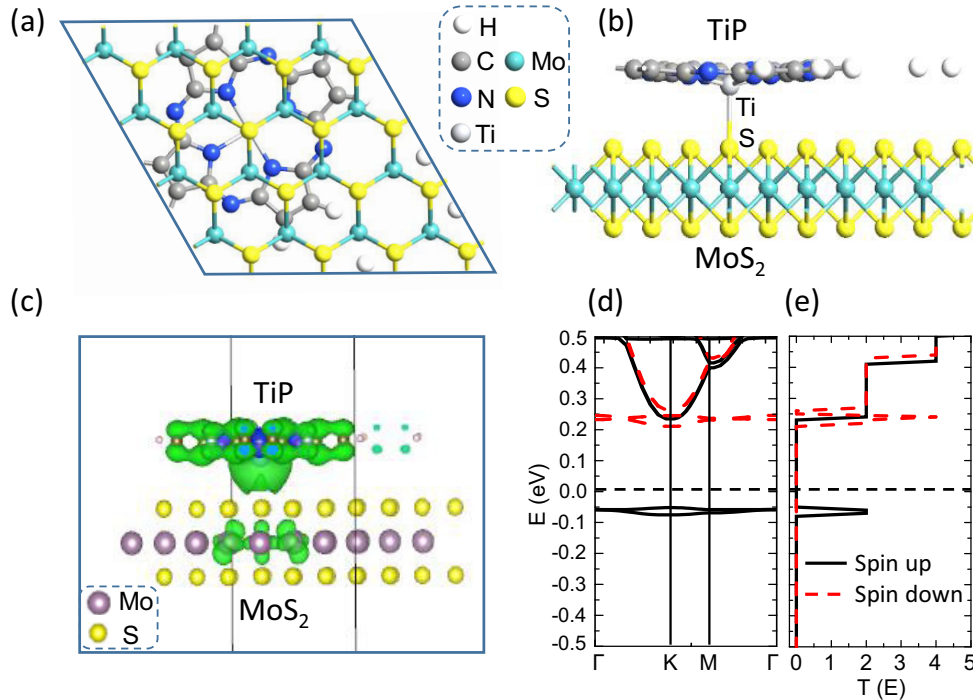 (a)
H
C
Mo
N
S
Ti
(b)
TiP
Ti
S
MoS₂
(c)
TiP
MoS₂
Mo
S
(d)
E (eV)
0.5
0.4
0.3
0.2
0.1
0.0
-0.1
-0.2
-0.3
-0.4
-0.5
Γ K M Γ
(e)
Spin up
Spin down
0 1 2 3 4 5
T (E)